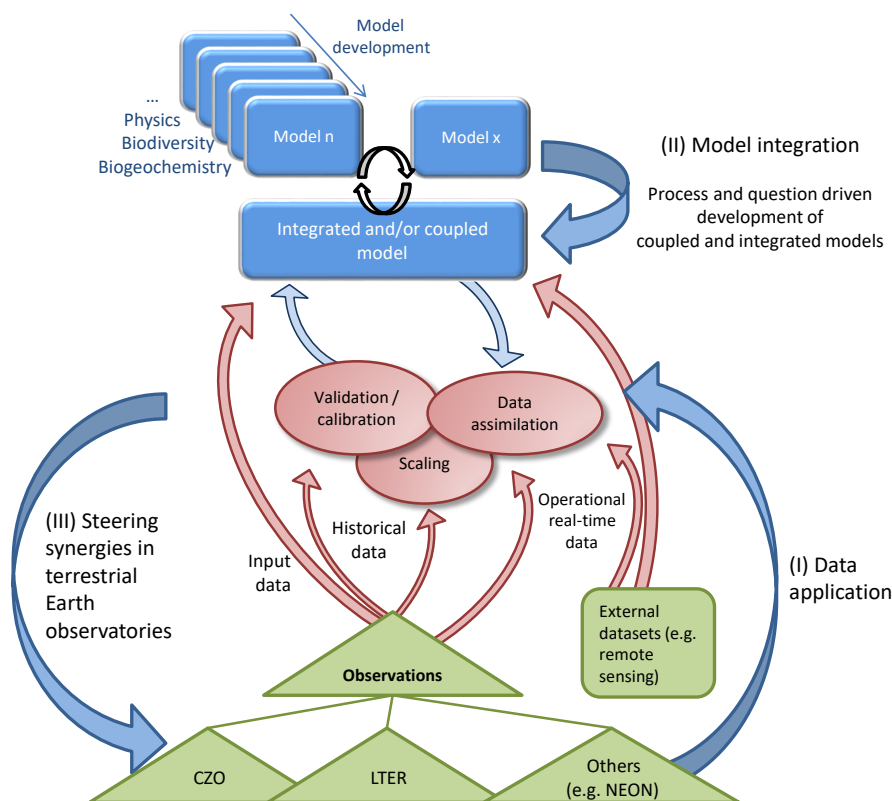 Model
development
...
Physics
Biodiversity
Biogeochemistry
Model n
Model x
(II) Model integration
Process and question driven
development of
coupled and integrated models
Integrated and/or coupled
model
Validation /
calibration
Data
assimilation
Scaling
(III) Steering
synergies in
terrestrial
Earth
observatories
Input
data
Historical
data
Operational
real-time
data
(I) Data
application
External
datasets (e.g.
remote
sensing)
Observations
CZO
LTER
Others
(e.g. NEON)